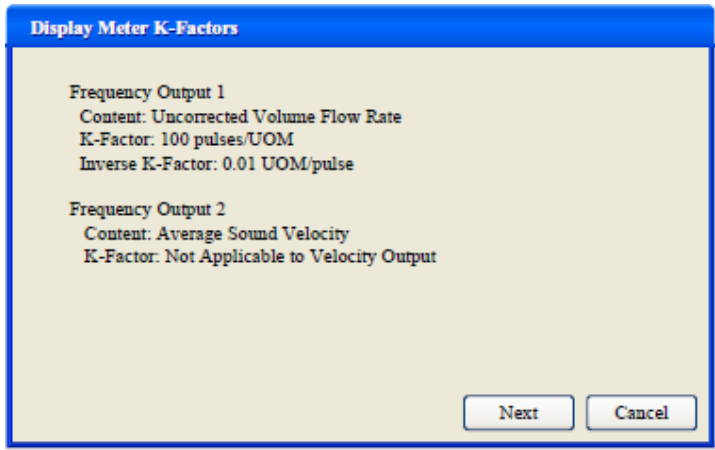 Display Meter K-Factors
Frequency Output 1
Content: Uncorrected Volume Flow Rate
K-Factor: 100 pulses/UOM
Inverse K-Factor: 0.01 UOM/pulse
Frequency Output 2
Content: Average Sound Velocity
K-Factor: Not Applicable to Velocity Output
Next Cancel